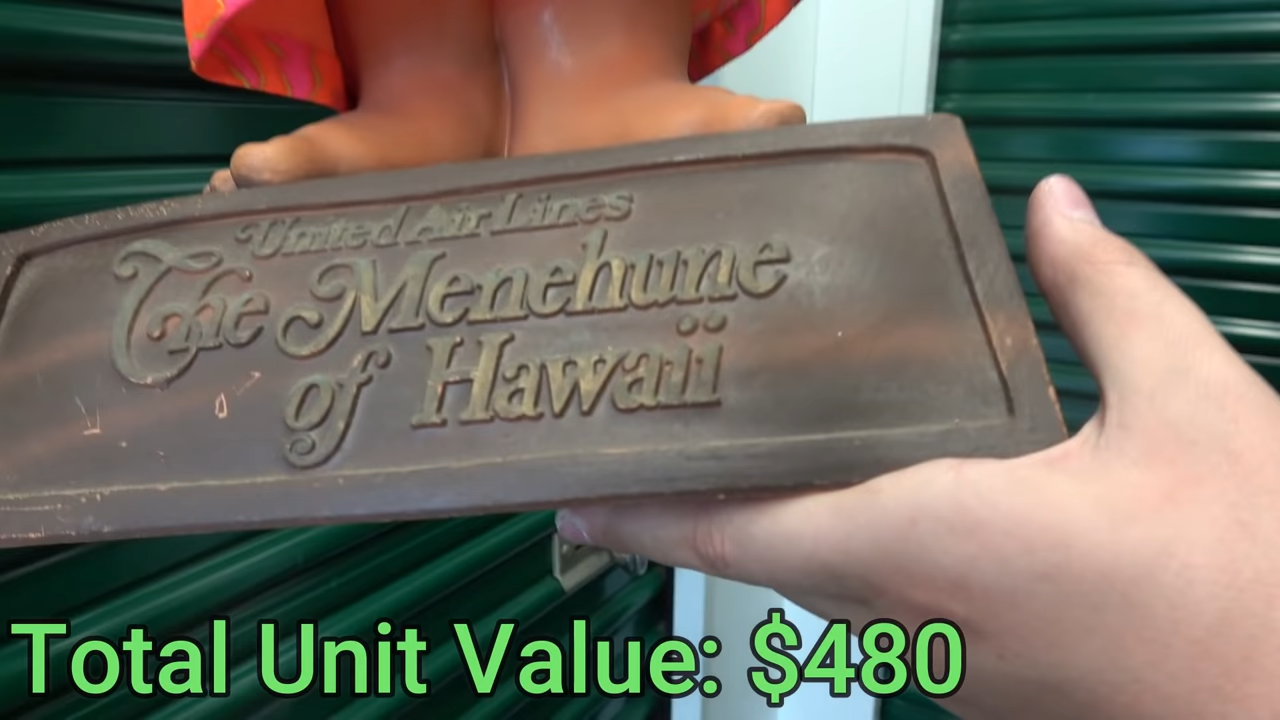 United Air Lines
The Menehune
of Hawaii
Total Unit Value: $480